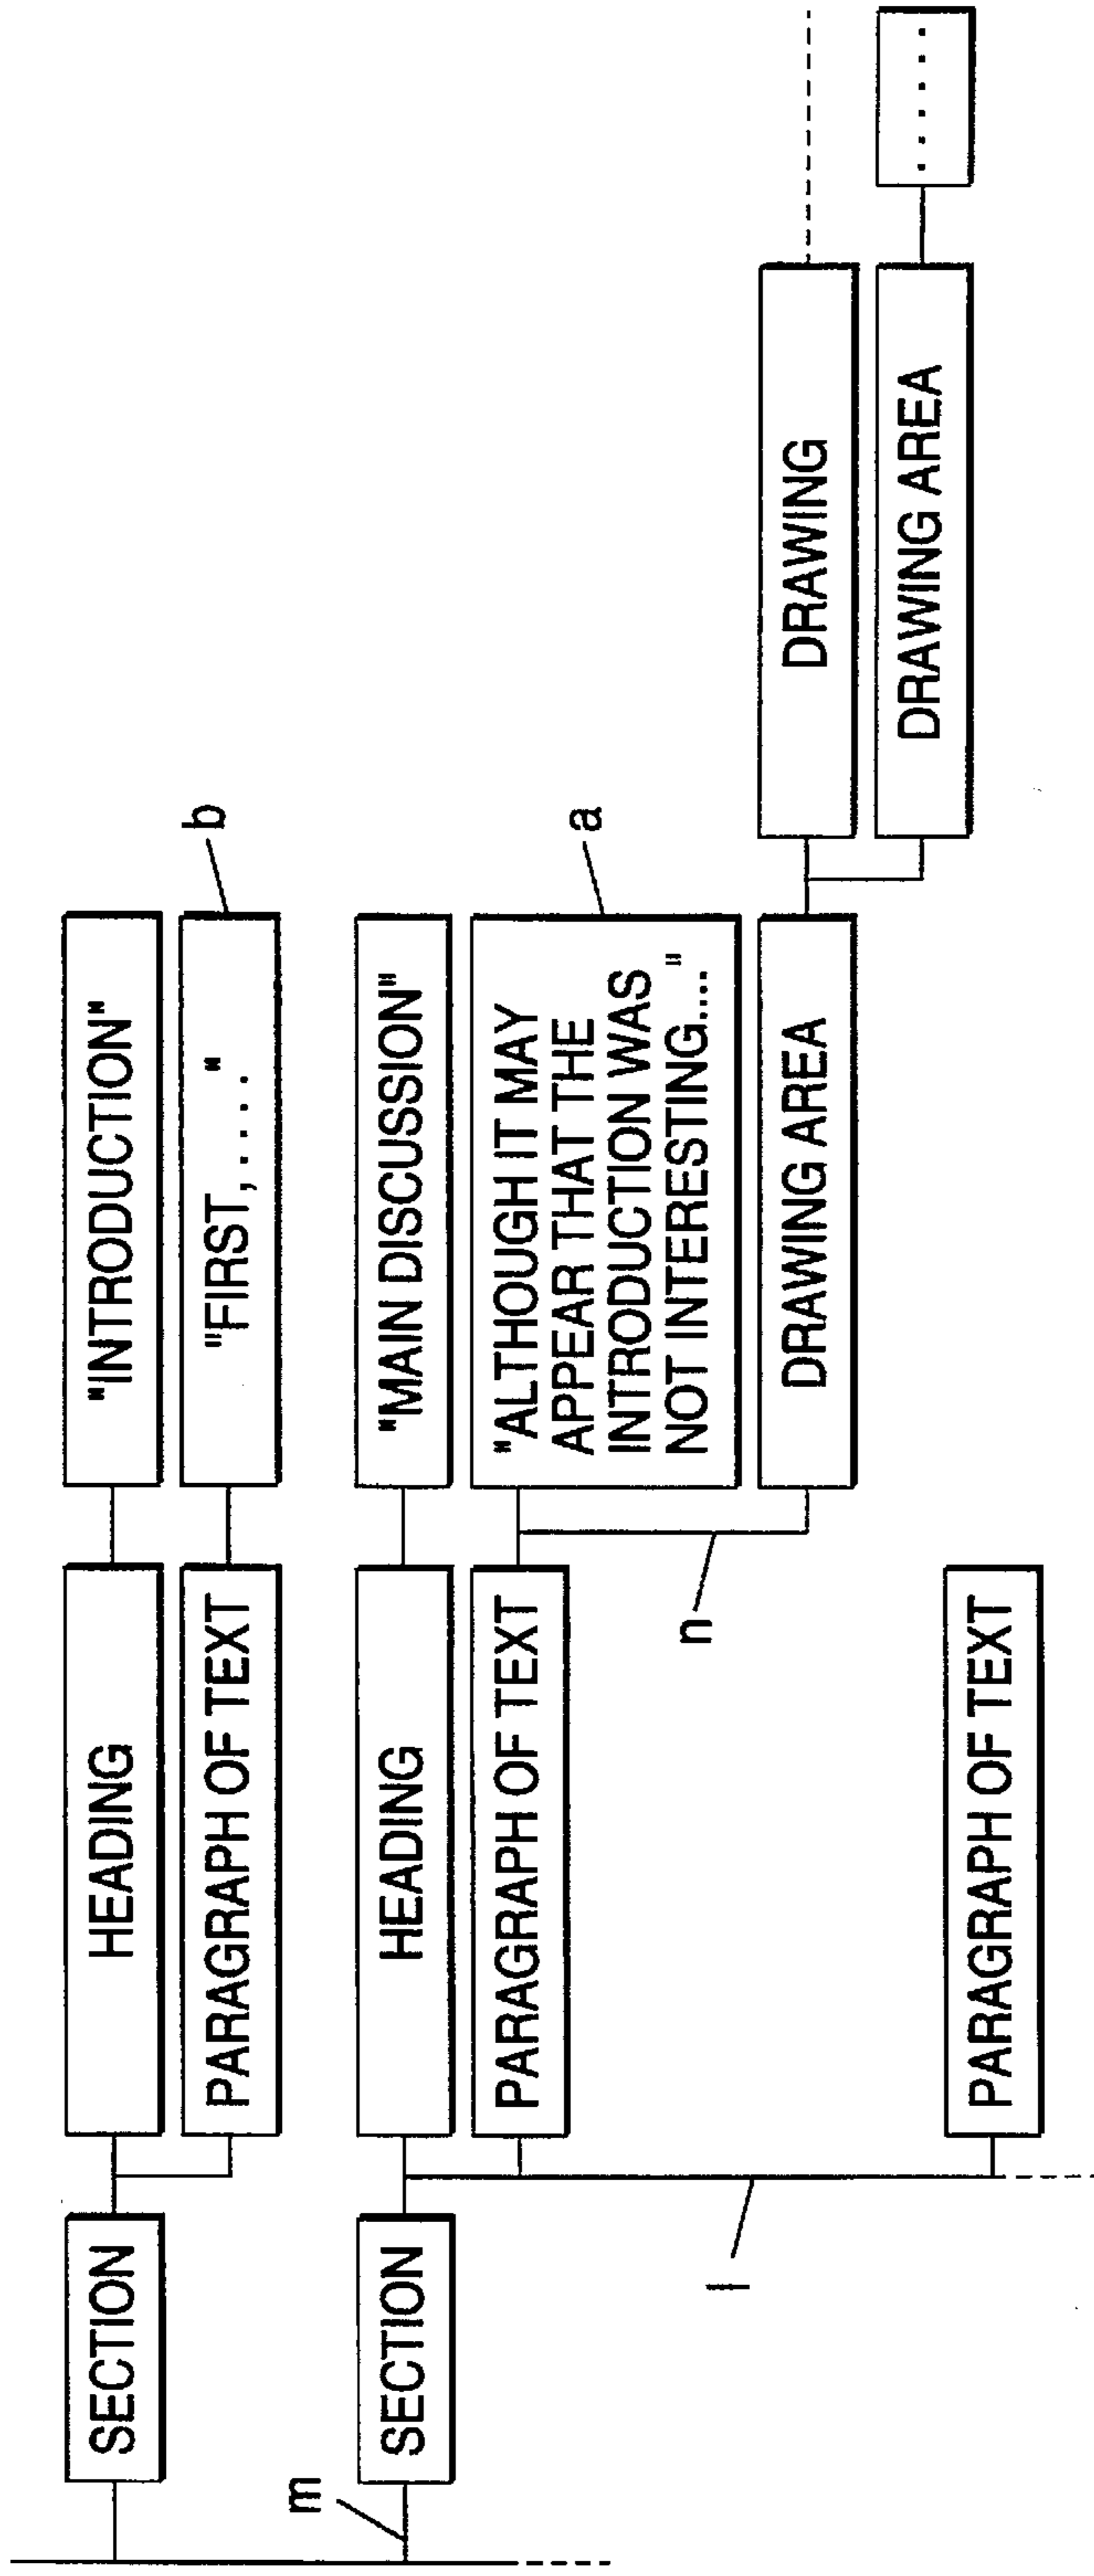 SECTION
HEADING
"INTRODUCTION"
PARAGRAPH OF TEXT
"FIRST,....."
b
m
SECTION
HEADING
"MAIN DISCUSSION"
PARAGRAPH OF TEXT
"ALTHOUGH IT MAY
APPEAR THAT THE
INTRODUCTION WAS
NOT INTERESTING...."
a
n
l
DRAWING AREA
DRAWING
DRAWING AREA
......
PARAGRAPH OF TEXT